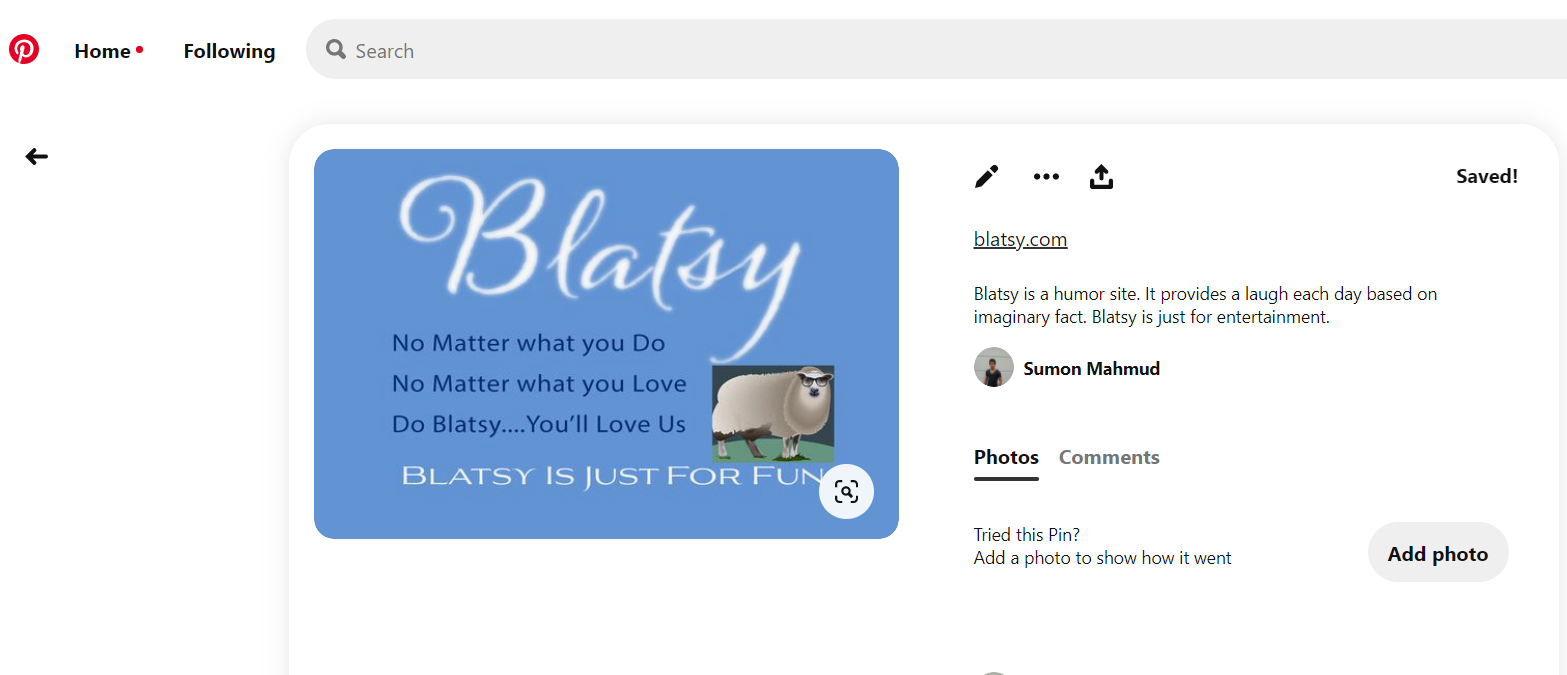 Home
Following
Search
Blatsy
No Matter what you Do
No Matter what you Love
Do Blatsy....You'll Love Us
Blatsy Is Just For Fun
Saved!
blatsy.com
Blatsy is a humor site. It provides a laugh each day based on
imaginary fact. Blatsy is just for entertainment.
Sumon Mahmud
Photos
Comments
Tried this Pin?
Add a photo to show how it went
Add photo